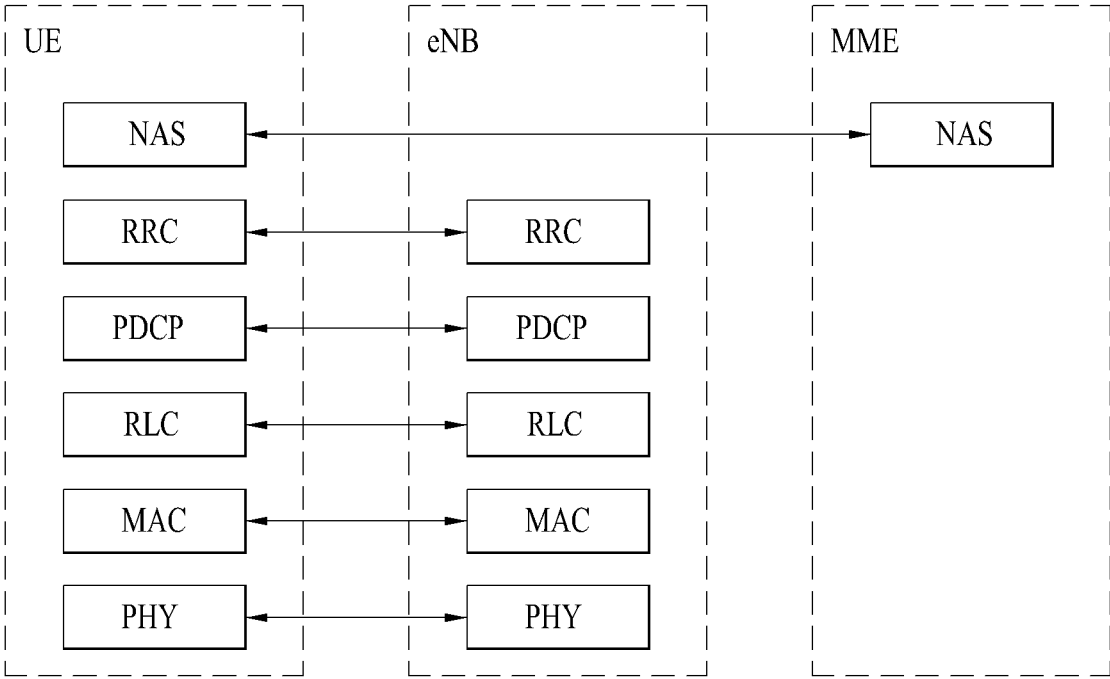 UE eNB MME
NAS NAS
RRC RRC
PDCP PDCP
RLC RLC
MAC MAC
PHY PHY